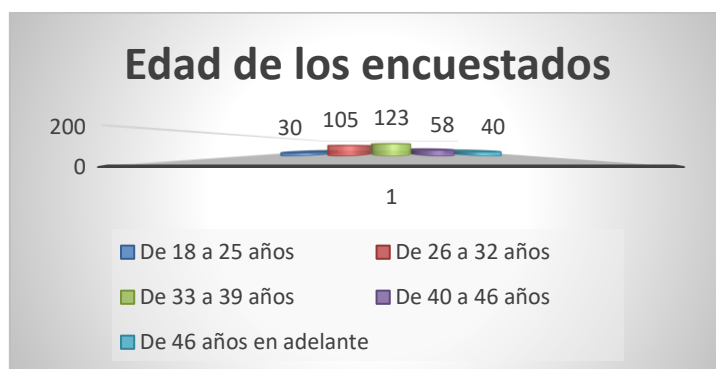 Edad de los encuestados
200
0
30 105 123 58 40
1
De 18 a 25 años De 26 a 32 años
De 33 a 39 años De 40 a 46 años
De 46 años en adelante